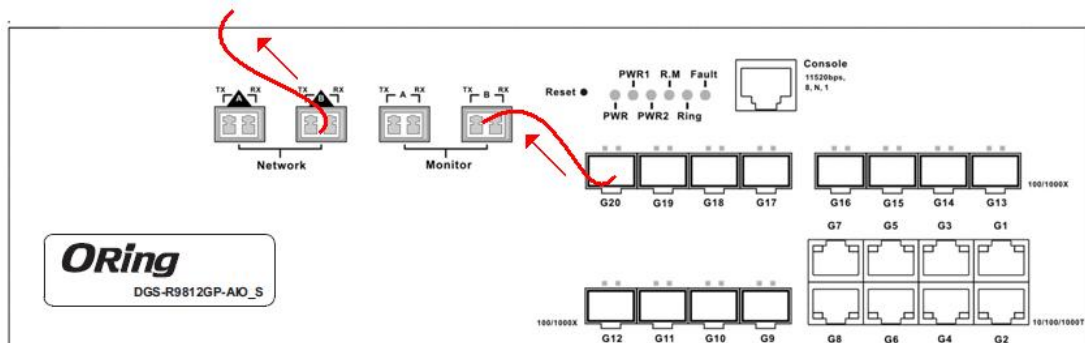 PWR1 R.M Fault
Reset
PWR PWR2 Ring
Console
11520bps,
8, N, 1
TX A RX
TX B RX
TX A RX
TX B RX
Network
Monitor
G20 G19 G18 G17
G16 G15 G14 G13
100/1000X
G7 G5 G3 G1
ORing
DGS-R9812GP-AIO_S
100/1000X
10/100/1000T
G12 G11 G10 G9
G8 G6 G4 G2